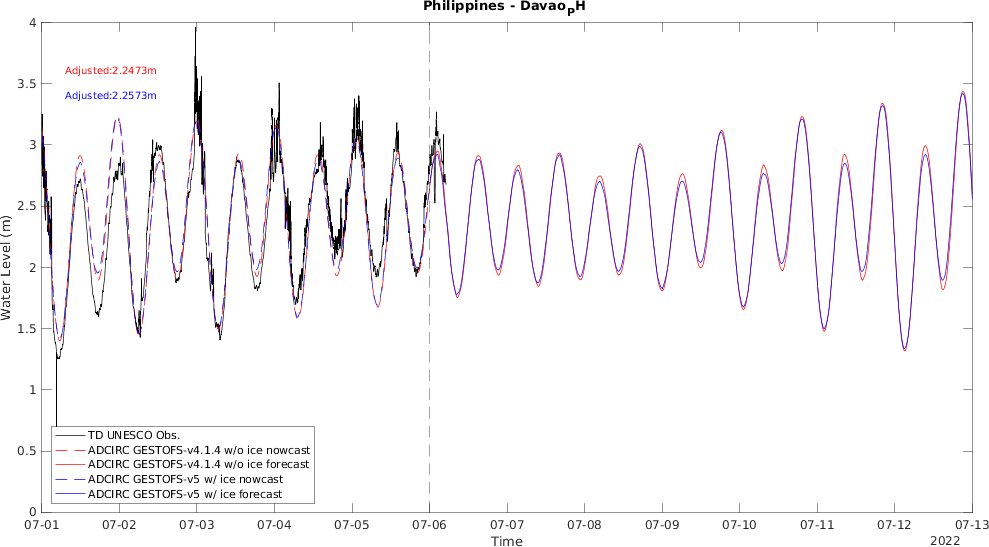 Philippines - Davao_pH
4
3.5
3
2.5
2
1.5
1
0.5
0
Water Level (m)
Adjusted:2.2473m
Adjusted:2.2573m
TD UNESCO Obs.
ADCIRC GESTOFS-v4.1.4 w/o ice nowcast
ADCIRC GESTOFS-v4.1.4 w/o ice forecast
ADCIRC GESTOFS-v5 w/ ice nowcast
ADCIRC GESTOFS-v5 w/ ice forecast
07-01 07-02 07-03 07-04 07-05 07-06 07-07 07-08 07-09 07-10 07-11 07-12 07-13
Time
2022